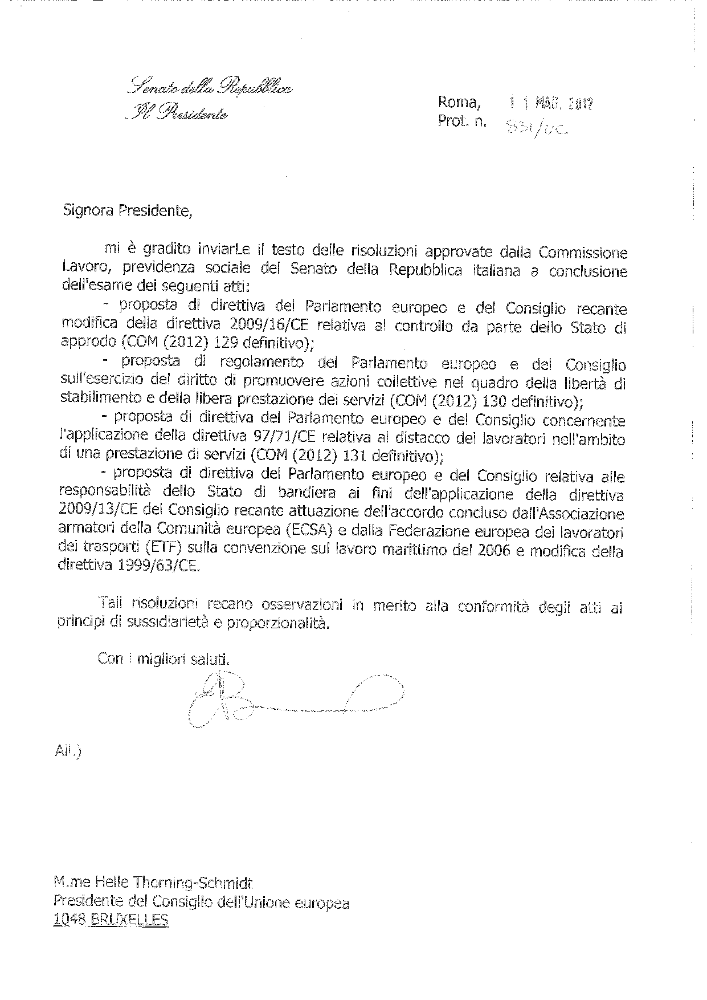 Senato della Repubblica
Il Presidente
Roma, 11 MAG. 2012
Prot. n. 831/UC
Signora Presidente,
mi è gradito inviarLe il testo delle risoluzioni approvate dalla Commissione
Lavoro, previdenza sociale del Senato della Repubblica italiana a conclusione
dell'esame dei seguenti atti:
- proposta di direttiva del Parlamento europeo e del Consiglio recante
modifica della direttiva 2009/16/CE relativa al controllo da parte dello Stato di
approdo (COM (2012) 129 definitivo);
- proposta di regolamento del Parlamento europeo e del Consiglio
sull'esercizio del diritto di promuovere azioni collettive nel quadro della libertà di
stabilimento e della libera prestazione dei servizi (COM (2012) 130 definitivo);
- proposta di direttiva del Parlamento europeo e del Consiglio concernente
l'applicazione della direttiva 97/71/CE relativa al distacco dei lavoratori nell'ambito
di una prestazione di servizi (COM (2012) 131 definitivo);
- proposta di direttiva del Parlamento europeo e del Consiglio relativa alle
responsabilità dello Stato di bandiera ai fini dell'applicazione della direttiva
2009/13/CE del Consiglio recante attuazione dell'accordo concluso dall'Associazione
armatori della Comunità europea (ECSA) e dalla Federazione europea dei lavoratori
dei trasporti (ETF) sulla convenzione sul lavoro marittimo del 2006 e modifica della
direttiva 1999/63/CE.
Tali risoluzioni recano osservazioni in merito alla conformità degli atti ai
principi di sussidiarietà e proporzionalità.
Con i migliori saluti.
All.)
M.me Helle Thorning-Schmidt
Presidente del Consiglio dell'Unione europea
1048 BRUXELLES